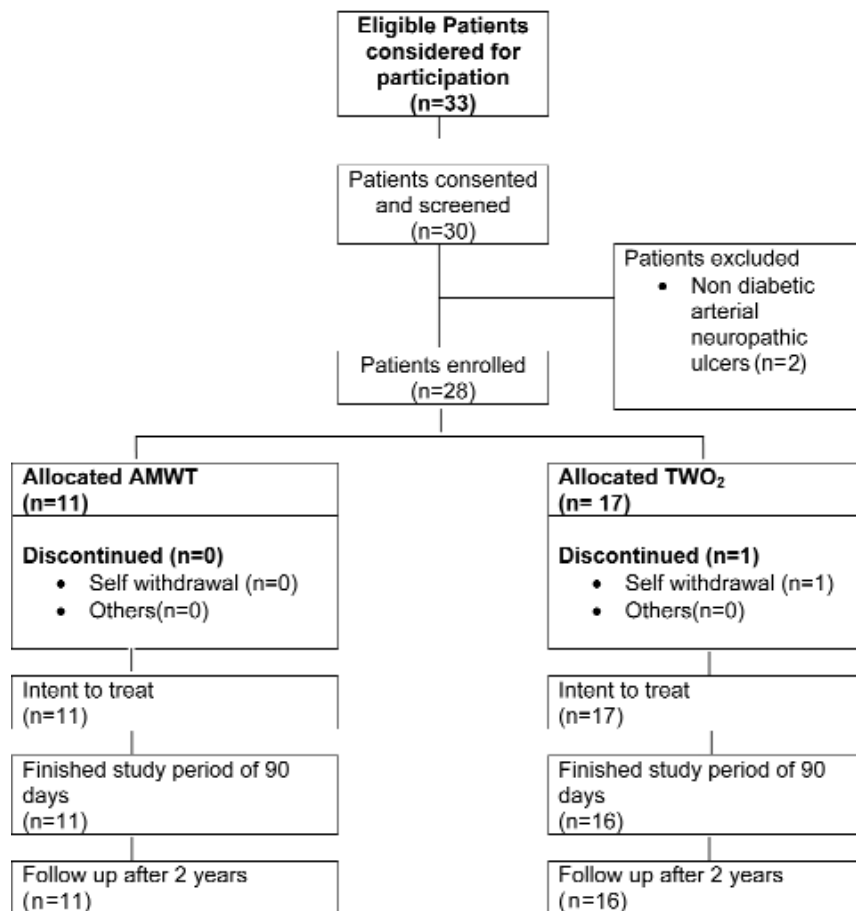 Eligible Patients
considered for
participation
(n=33)
Patients consented
and screened
(n=30)
Patients excluded
• Non diabetic
arterial
neuropathic
ulcers (n=2)
Patients enrolled
(n=28)
Allocated AMWT
(n=11)
Discontinued (n=0)
• Self withdrawal (n=0)
• Others(n=0)
Intent to treat
(n=11)
Finished study period of 90
days
(n=11)
Follow up after 2 years
(n=11)
Allocated TWO₂
(n= 17)
Discontinued (n=1)
• Self withdrawal (n=1)
• Others(n=0)
Intent to treat
(n=17)
Finished study period of 90
days
(n=16)
Follow up after 2 years
(n=16)